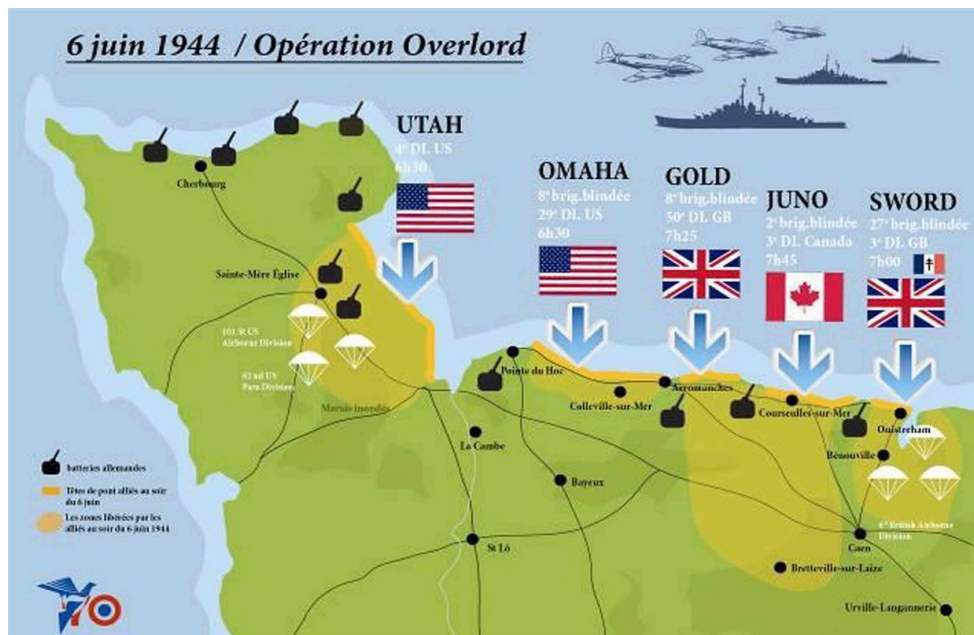 6 juin 1944 / Opération Overlord
UTAH
4e DI. US
6h30
OMAHA
8e brig.blindée
29e DI. US
6h30
GOLD
8e brig.blindée
50e DI. GB
7h25
JUNO
2e brig.blindée
3e DI. Canada
7h45
SWORD
27e brig.blindée
3e DI. GB
7h00
Cherbourg
Sainte-Mère Église
101 St US
Airborne Division
62 nd US
Para Division
Marais inondés
Pointe du Hoc
Colleville-sur-Mer
Arromanches
Courseulles-sur-Mer
Ouistreham
La Cambe
Bénouville
Bayeux
6th British Airborne
Division
St Lô
Caen
Bretteville-sur-Laize
Urville-Langannerie
batteries allemandes
Têtes de pont alliés au soir
du 6 juin
Les zones libérées par les
alliés au soir du 6 juin 1944
70